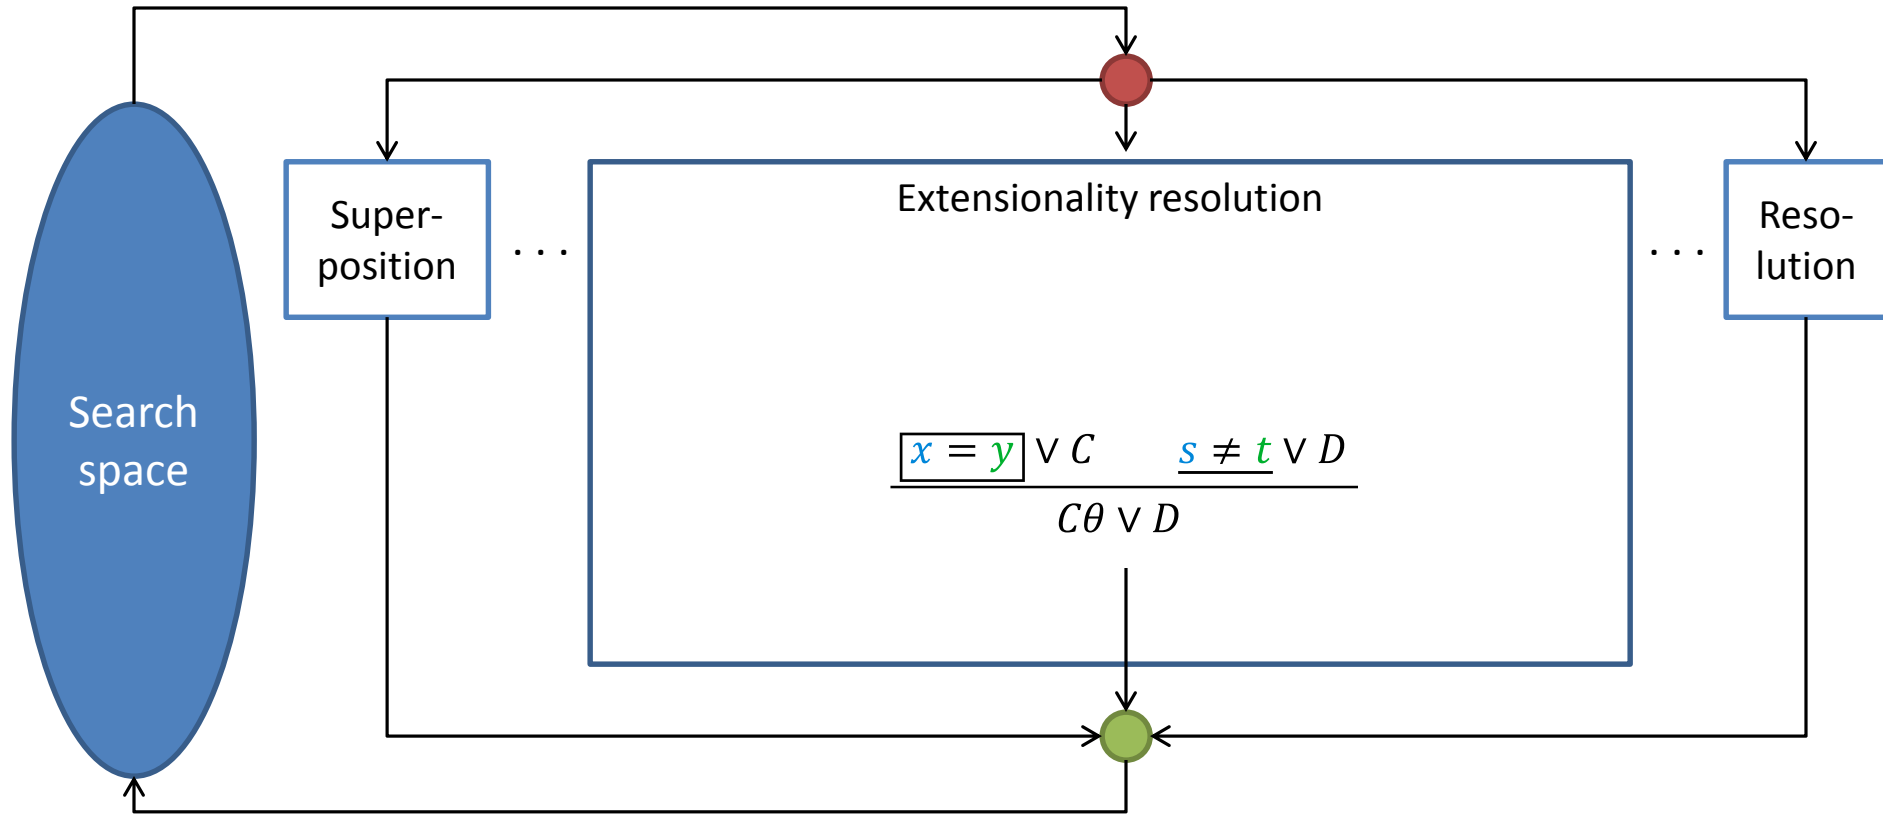 Extensionality resolution
Super-
position
. . .
. . .
Reso-
lution
Search
space
x = y ∨ C s ≠ t ∨ D
Cθ ∨ D